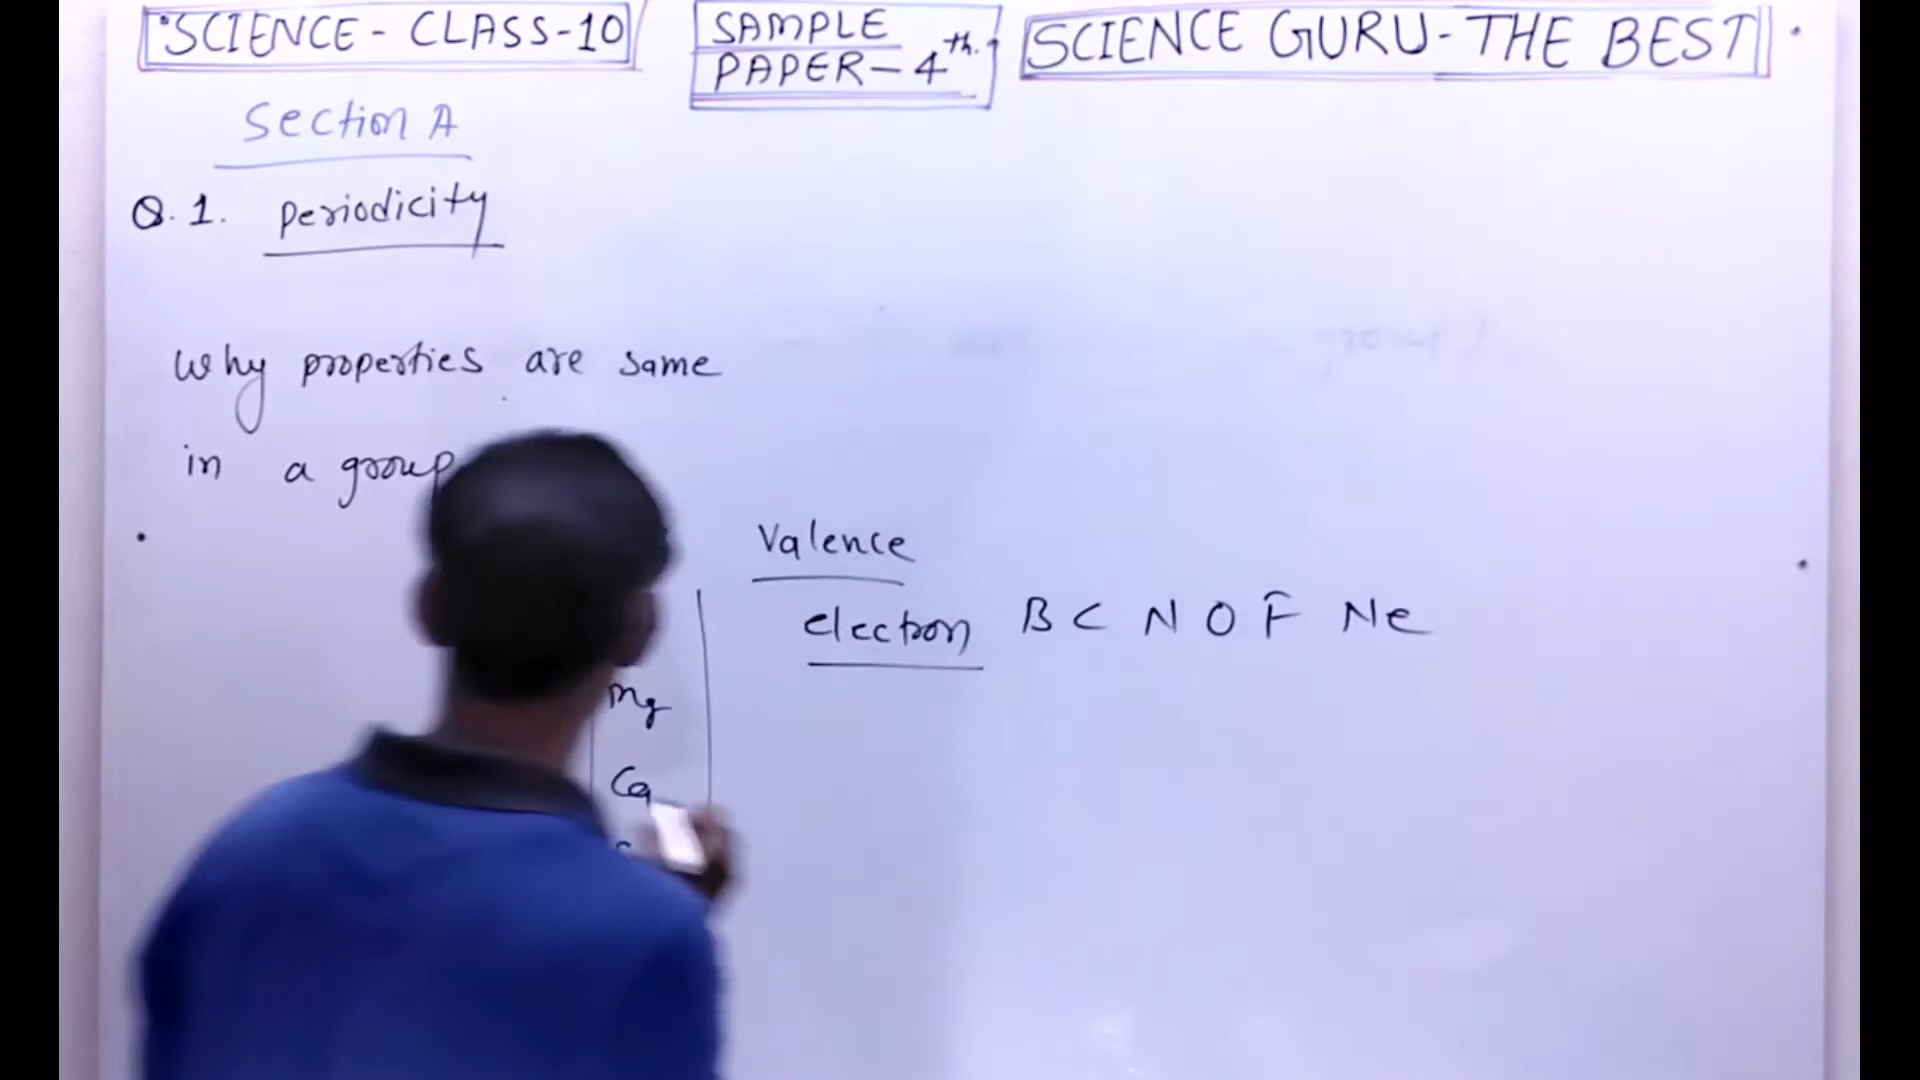 SCIENCE - CLASS-10
SAMPLE
PAPER - 4th.
SCIENCE GURU - THE BEST
Section A
Q. 1. Periodicity
Why properties are same
in a group
Valence
electron B C N O F Ne
Mg
Ca